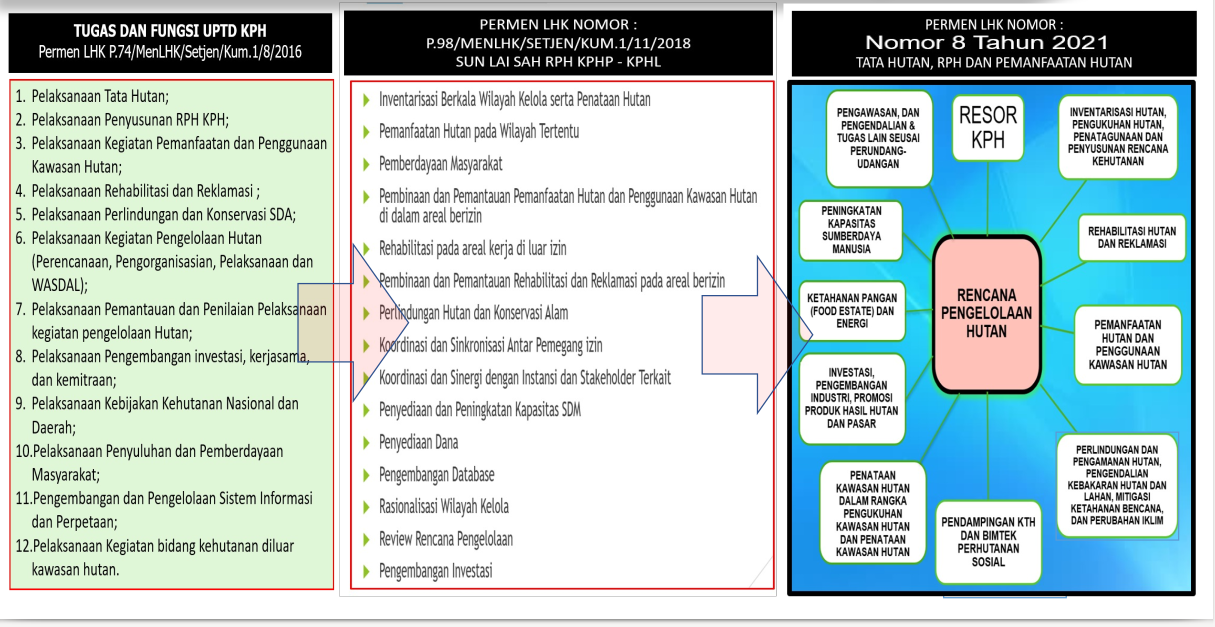 TUGAS DAN FUNGSI UPTD KPH
Permen LHK P.74/MenLHK/Setjen/Kum.1/8/2016
1. Pelaksanaan Tata Hutan;
2. Pelaksanaan Penyusunan RPH KPH;
3. Pelaksanaan Kegiatan Pemanfaatan dan Penggunaan
Kawasan Hutan;
4. Pelaksanaan Rehabilitasi dan Reklamasi ;
5. Pelaksanaan Perlindungan dan Konservasi SDA;
6. Pelaksanaan Kegiatan Pengelolaan Hutan
(Perencanaan, Pengorganisasian, Pelaksanaan dan
WASDAL);
7. Pelaksanaan Pemantauan dan Penilaian Pelaksanaan
kegiatan pengelolaan Hutan;
8. Pelaksanaan Pengembangan investasi, kerjasama,
dan kemitraan;
9. Pelaksanaan Kebijakan Kehutanan Nasional dan
Daerah;
10.Pelaksanaan Penyuluhan dan Pemberdayaan
Masyarakat;
11.Pengembangan dan Pengelolaan Sistem Informasi
dan Perpetaan;
12.Pelaksanaan Kegiatan bidang kehutanan diluar
kawasan hutan.
PERMEN LHK NOMOR :
P.98/MENLHK/SETJEN/KUM.1/11/2018
SUN LAI SAH RPH KPHP - KPHL
Inventarisasi Berkala Wilayah Kelola serta Penataan Hutan
Pemanfaatan Hutan pada Wilayah Tertentu
Pemberdayaan Masyarakat
Pembinaan dan Pemantauan Pemanfaatan Hutan dan Penggunaan Kawasan Hutan
di dalam areal berizin
Rehabilitasi pada areal kerja di luar izin
Pembinaan dan Pemantauan Rehabilitasi dan Reklamasi pada areal berizin
Perlindungan Hutan dan Konservasi Alam
Koordinasi dan Sinkronisasi Antar Pemegang izin
Koordinasi dan Sinergi dengan Instansi dan Stakeholder Terkait
Penyediaan dan Peningkatan Kapasitas SDM
Penyediaan Dana
Pengembangan Database
Rasionalisasi Wilayah Kelola
Review Rencana Pengelolaan
Pengembangan Investasi
PERMEN LHK NOMOR :
Nomor 8 Tahun 2021
TATA HUTAN, RPH DAN PEMANFAATAN HUTAN
PENGAWASAN, DAN
PENGENDALIAN &
TUGAS LAIN SEUSAI
PERUNDANG-
UDANGAN
RESOR
KPH
INVENTARISASI HUTAN,
PENGUKUHAN HUTAN,
PENATAGUNAAN DAN
PENYUSUNAN RENCANA
KEHUTANAN
PENINGKATAN
KAPASITAS
SUMBERDAYA
MANUSIA
REHABILITASI HUTAN
DAN REKLAMASI
KETAHANAN PANGAN
(FOOD ESTATE) DAN
ENERGI
RENCANA
PENGELOLAAN
HUTAN
PEMANFAATAN
HUTAN DAN
PENGGUNAAN
KAWASAN HUTAN
INVESTASI,
PENGEMBANGAN
INDUSTRI, PROMOSI
PRODUK HASIL HUTAN
DAN PASAR
PENATAAN
KAWASAN HUTAN
DALAM RANGKA
PENGUKUHAN
KAWASAN HUTAN
DAN PENATAAN
KAWASAN HUTAN
PENDAMPINGAN KTH
DAN BIMTEK
PERHUTANAN
SOSIAL
PERLINDUNGAN DAN
PENGAMANAN HUTAN,
PENGENDALIAN
KEBAKARAN HUTAN DAN
LAHAN, MITIGASI
KETAHANAN BENCANA,
DAN PERUBAHAN IKLIM